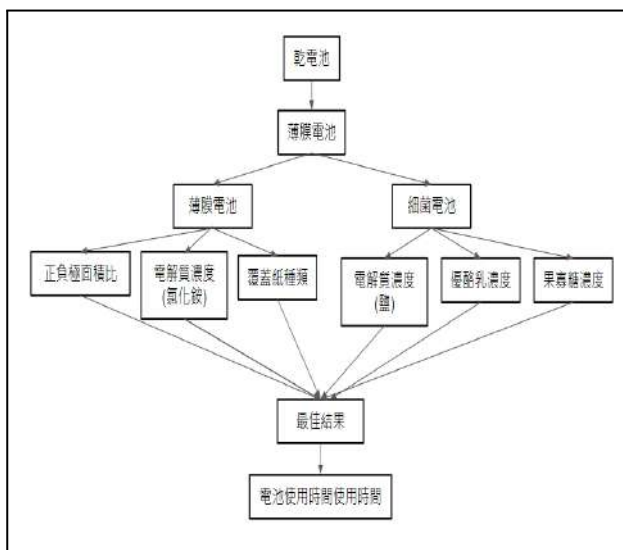 乾電池
薄膜電池
薄膜電池
細菌電池
正負極面積比
電解質濃度
(氯化銨)
覆蓋紙種類
電解質濃度
(鹽)
優酪乳濃度
果寡糖濃度
最佳結果
電池使用時間使用時間